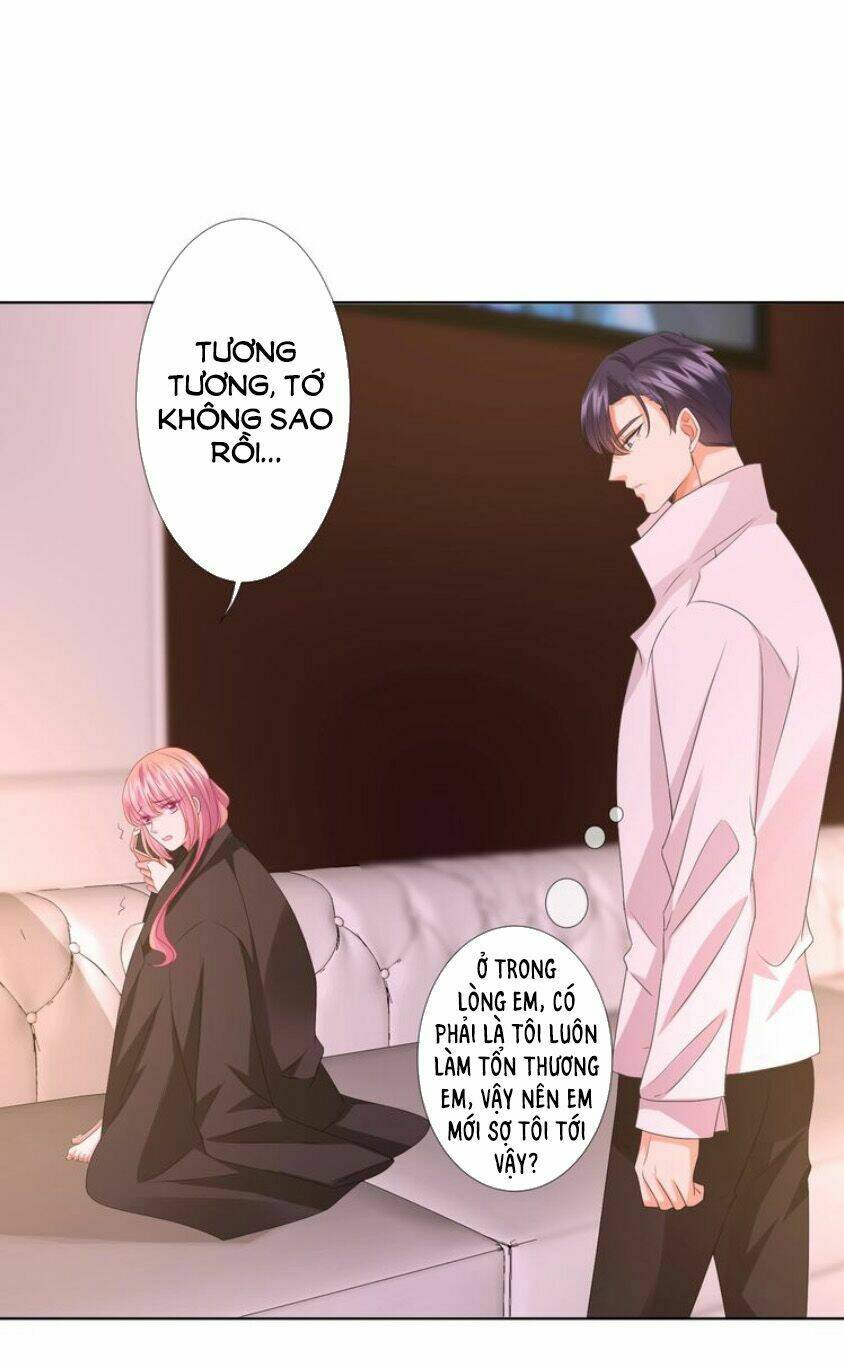 TƯƠNG
TƯƠNG, TỚ
KHÔNG SAO
RỒI...
Ở TRONG
LÒNG EM, CÓ
PHẢI LÀ TÔI LUÔN
LÀM TỔN THƯƠNG
EM, VẬY NÊN EM
MỚI SỢ TÔI TỚI
VẬY?